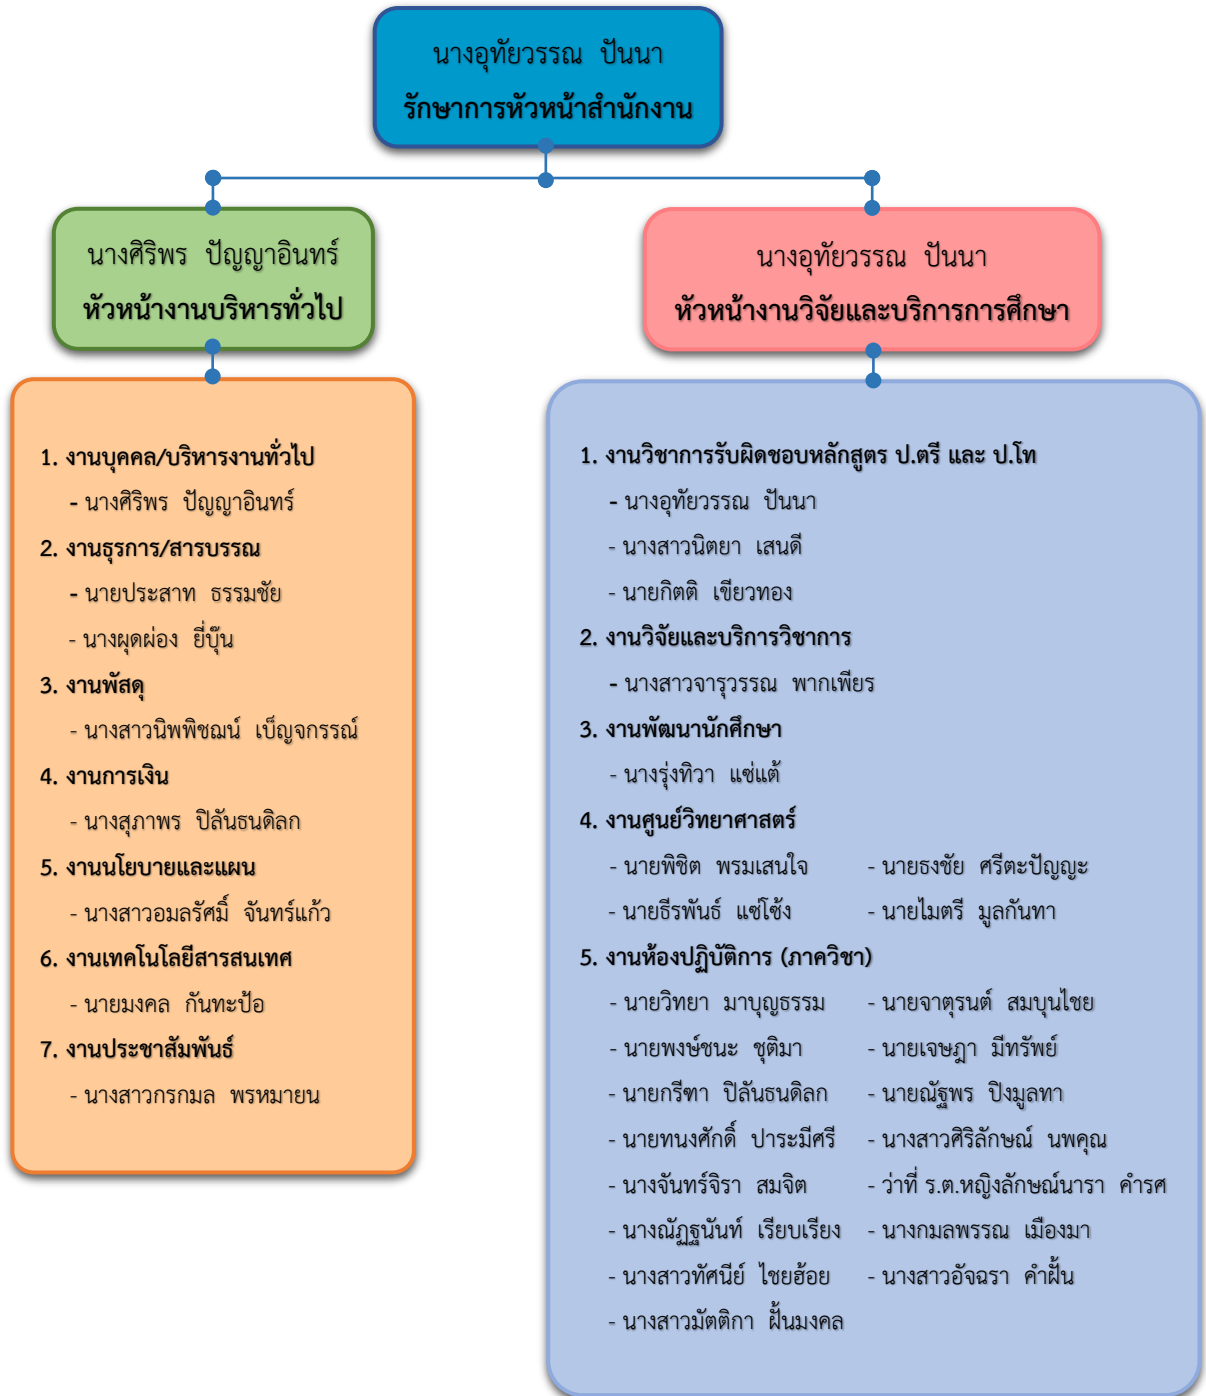 นางอุทัยวรรณ ปันนา
รักษาการหัวหน้าสำนักงาน
นางศิริพร ปัญญาอินทร์
หัวหน้างานบริหารทั่วไป
นางอุทัยวรรณ ปันนา
หัวหน้างานวิจัยและบริการการศึกษา
1. งานบุคคล/บริหารงานทั่วไป
- นางศิริพร ปัญญาอินทร์
2. งานธุรการ/สารบรรณ
- นายประสาท ธรรมชัย
- นางผุดผ่อง ยี่บุ๊น
3. งานพัสดุ
- นางสาวนิพพิชฌน์ เบ็ญจกรรณ์
4. งานการเงิน
- นางสุภาพร ปิลันธนดิลก
5. งานนโยบายและแผน
- นางสาวอมลรัศมิ์ จันทร์แก้ว
6. งานเทคโนโลยีสารสนเทศ
- นายมงคล กันทะป้อ
7. งานประชาสัมพันธ์
- นางสาวกรกมล พรหมายน
1. งานวิชาการรับผิดชอบหลักสูตร ป.ตรี และ ป.โท
- นางอุทัยวรรณ ปันนา
- นางสาวนิตยา เสนดี
- นายกิตติ เขียวทอง
2. งานวิจัยและบริการวิชาการ
- นางสาวจารุวรรณ พากเพียร
3. งานพัฒนานักศึกษา
- นางรุ่งทิวา แซ่แต้
4. งานศูนย์วิทยาศาสตร์
- นายพิชิต พรมเสนใจ - นายธงชัย ศรีตะปัญญะ
- นายธีรพันธ์ แซ่โซ้ง - นายไมตรี มูลกันทา
5. งานห้องปฏิบัติการ (ภาควิชา)
- นายวิทยา มาบุญธรรม - นายจาตุรนต์ สมบุนไชย
- นายพงษ์ชนะ ชุติมา - นายเจษฎา มีทรัพย์
- นายกรีฑา ปิลันธนดิลก - นายณัฐพร ปิงมูลทา
- นายทนงศักดิ์ ปาระมีศรี - นางสาวศิริลักษณ์ นพคุณ
- นางจันทร์จิรา สมจิต - ว่าที่ ร.ต.หญิงลักษณ์นารา คำรศ
- นางณัฏฐนันท์ เรียบเรียง - นางกมลพรรณ เมืองมา
- นางสาวทัศนีย์ ไชยฮ้อย - นางสาวอัจฉรา คำฝั้น
- นางสาวมัตติกา ฝั้นมงคล